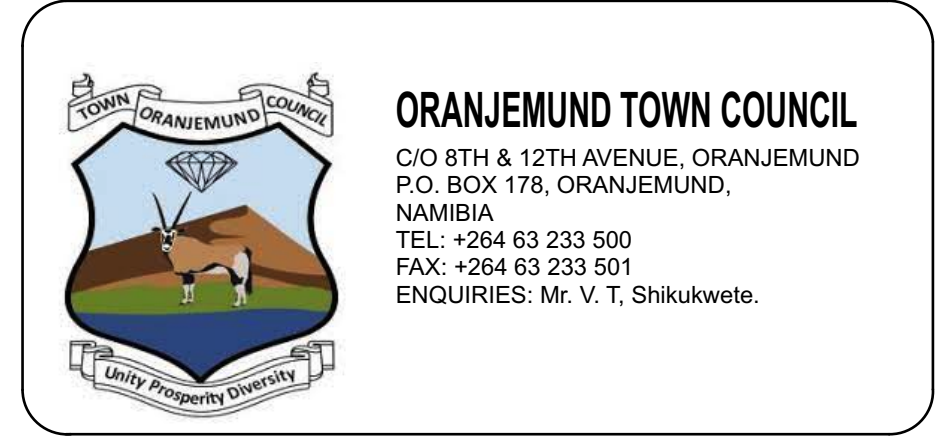 TOWN ORANJEMUND COUNCIL
Unity Prosperity Diversity
ORANJEMUND TOWN COUNCIL
C/O 8TH & 12TH AVENUE, ORANJEMUND
P.O. BOX 178, ORANJEMUND,
NAMIBIA
TEL: +264 63 233 500
FAX: +264 63 233 501
ENQUIRIES: Mr. V. T, Shikukwete.